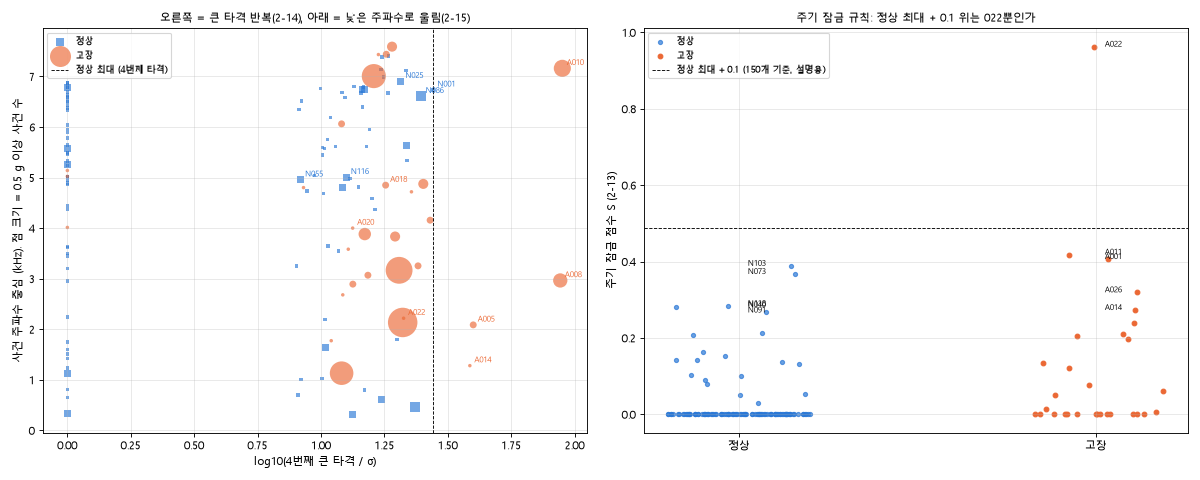 오른쪽 = 큰 타격 반복(2-14), 아래 = 낮은 주파수로 울림(2-15)
정상
고장
정상 최대 (4번째 타격)
A010
N025
N001
N086
N055
N116
A018
A020
A008
A022
A005
A014
사건 주파수 중심 (kHz). 점 크기 = 0.5 g 이상 사건 수
7
6
5
4
3
2
1
0
0.00
0.25
0.50
0.75
1.00
1.25
1.50
1.75
2.00
log10(4번째 큰 타격 / σ)
주기 잠금 규칙: 정상 최대 + 0.1 위는 022뿐인가
정상
고장
정상 최대 + 0.1 (150개 기준, 설명용)
A022
N103
N073
N091
A011
A001
A026
A014
주기 잠금 점수 S (2-13)
1.0
0.8
0.6
0.4
0.2
0.0
정상
고장